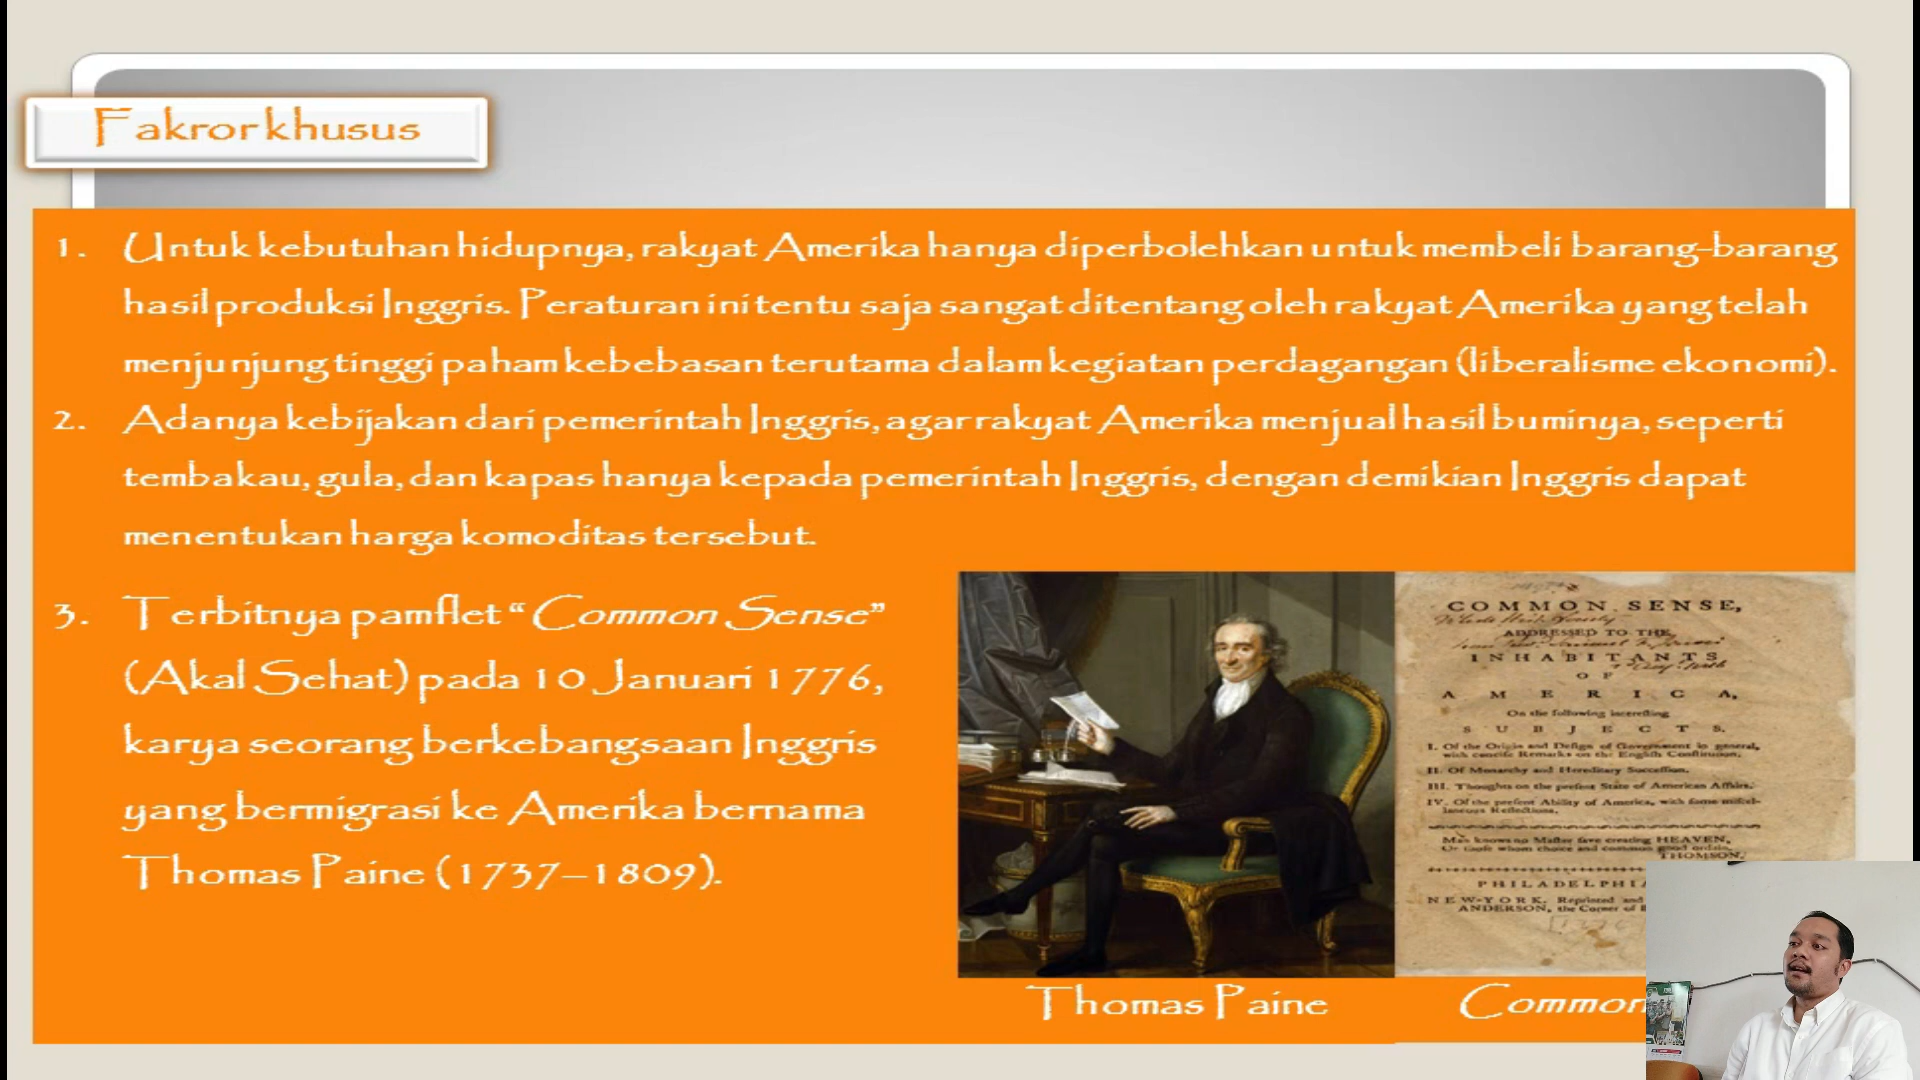 Fakror khusus
1. Untuk kebutuhan hidupnya, rakyat Amerika hanya diperbolehkan untuk membeli barang-barang
hasil produksi Inggris. Peraturan ini tentu saja sangat ditentang oleh rakyat Amerika yang telah
menjunjung tinggi paham kebebasan terutama dalam kegiatan perdagangan (liberalisme ekonomi).
2. Adanya kebijakan dari pemerintah Inggris, agar rakyat Amerika menjual hasil buminya, seperti
tembakau, gula, dan kapas hanya kepada pemerintah Inggris, dengan demikian Inggris dapat
menentukan harga komoditas tersebut.
3. Terbitnya pamflet “Common Sense”
(Akal Sehat) pada 10 Januari 1776,
karya seorang berkebangsaan Inggris
yang bermigrasi ke Amerika bernama
Thomas Paine (1737–1809).
COMMON SENSE,
ADDRESSED TO THE
INHABITANTS
OF
AMERICA,
On the following interesting
SUBJECTS.
I. Of the Origin and Design of Government in general,
with concise Remarks on the English Constitution.
II. Of Monarchy and Hereditary Succession.
III. Thoughts on the present State of American Affairs.
IV. Of the present Ability of America, with some miscel-
laneous Reflections.
Man knows no Master save creating HEAVEN,
Or those whom choice and common good ordain.
THOMSON.
PHILADELPHIA
NEW-YORK, Reprinted and
ANDERSON, the Corner of
Thomas Paine
Common